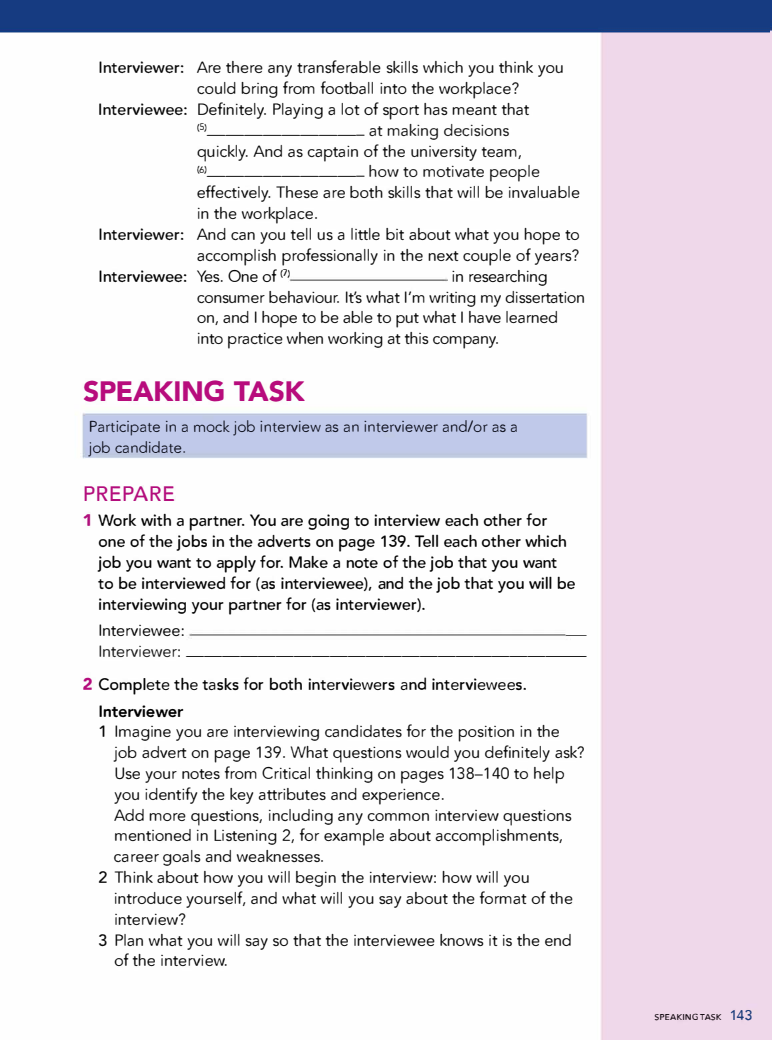 Interviewer: Are there any transferable skills which you think you
could bring from football into the workplace?
Interviewee: Definitely. Playing a lot of sport has meant that
(5)____________________ at making decisions
quickly. And as captain of the university team,
(6)____________________ how to motivate people
effectively. These are both skills that will be invaluable
in the workplace.
Interviewer: And can you tell us a little bit about what you hope to
accomplish professionally in the next couple of years?
Interviewee: Yes. One of (7)____________________ in researching
consumer behaviour. It's what I'm writing my dissertation
on, and I hope to be able to put what I have learned
into practice when working at this company.
SPEAKING TASK
Participate in a mock job interview as an interviewer and/or as a
job candidate.
PREPARE
1 Work with a partner. You are going to interview each other for
one of the jobs in the adverts on page 139. Tell each other which
job you want to apply for. Make a note of the job that you want
to be interviewed for (as interviewee), and the job that you will be
interviewing your partner for (as interviewer).
Interviewee: ____________________
Interviewer: ____________________
2 Complete the tasks for both interviewers and interviewees.
Interviewer
1 Imagine you are interviewing candidates for the position in the
job advert on page 139. What questions would you definitely ask?
Use your notes from Critical thinking on pages 138–140 to help
you identify the key attributes and experience.
Add more questions, including any common interview questions
mentioned in Listening 2, for example about accomplishments,
career goals and weaknesses.
2 Think about how you will begin the interview: how will you
introduce yourself, and what will you say about the format of the
interview?
3 Plan what you will say so that the interviewee knows it is the end
of the interview.
SPEAKING TASK 143